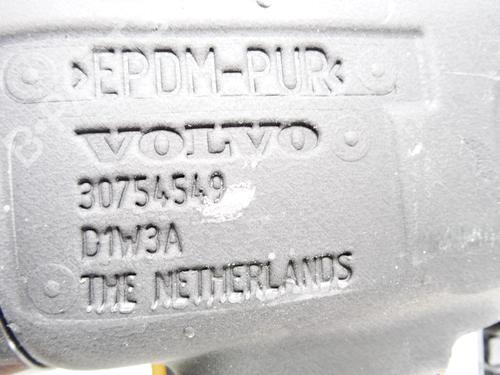 >EPDM-PUR<
VOLVO
30754549
D1W3A
THE NETHERLANDS